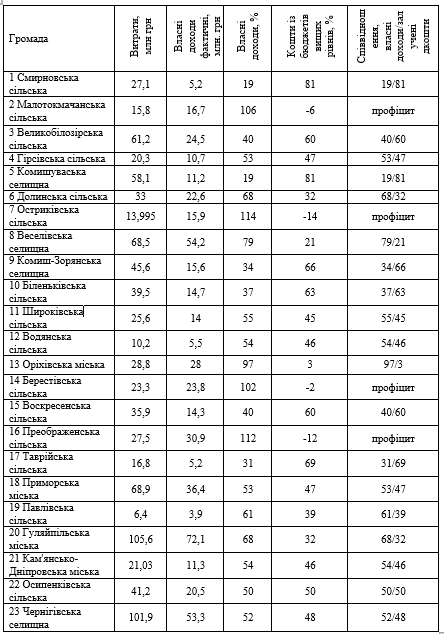 Громада
Витрати, млн грн
Власні доходи фактичні, млн. грн
Власні доходи, %
Кошти із бюджетів вищих рівнів, %
Співвіднош ення, власні доходи/зал учені дкошти
1 Смирновська сільська 27,1 5,2 19 81 19/81
2 Малотокмачанська сільська 15,8 16,7 106 -6 профіцит
3 Великобілозірська сільська 61,2 24,5 40 60 40/60
4 Гірсівська сільська 20,3 10,7 53 47 53/47
5 Комишуваська селищна 58,1 11,2 19 81 19/81
6 Долинська сільська 33 22,6 68 32 68/32
7 Остриківська сільська 13,995 15,9 114 -14 профіцит
8 Веселівська селищна 68,5 54,2 79 21 79/21
9 Комиш-Зорянська селищна 45,6 15,6 34 66 34/66
10 Біленьківська сільська 39,5 14,7 37 63 37/63
11 Широківська сільська 25,6 14 55 45 55/45
12 Водянська сільська 10,2 5,5 54 46 54/46
13 Оріхівська міська 28,8 28 97 3 97/3
14 Берестівська сільська 23,3 23,8 102 -2 профіцит
15 Воскресенська сільська 35,9 14,3 40 60 40/60
16 Преображенська сільська 27,5 30,9 112 -12 профіцит
17 Таврійська сільська 16,8 5,2 31 69 31/69
18 Приморська міська 68,9 36,4 53 47 53/47
19 Павлівська сільська 6,4 3,9 61 39 61/39
20 Гуляйпільська міська 105,6 72,1 68 32 68/32
21 Кам'янсько-Дніпровська міська 21,03 11,3 54 46 54/46
22 Осипенківська сільська 41,2 20,5 50 50 50/50
23 Чернігівська селищна 101,9 53,3 52 48 52/48